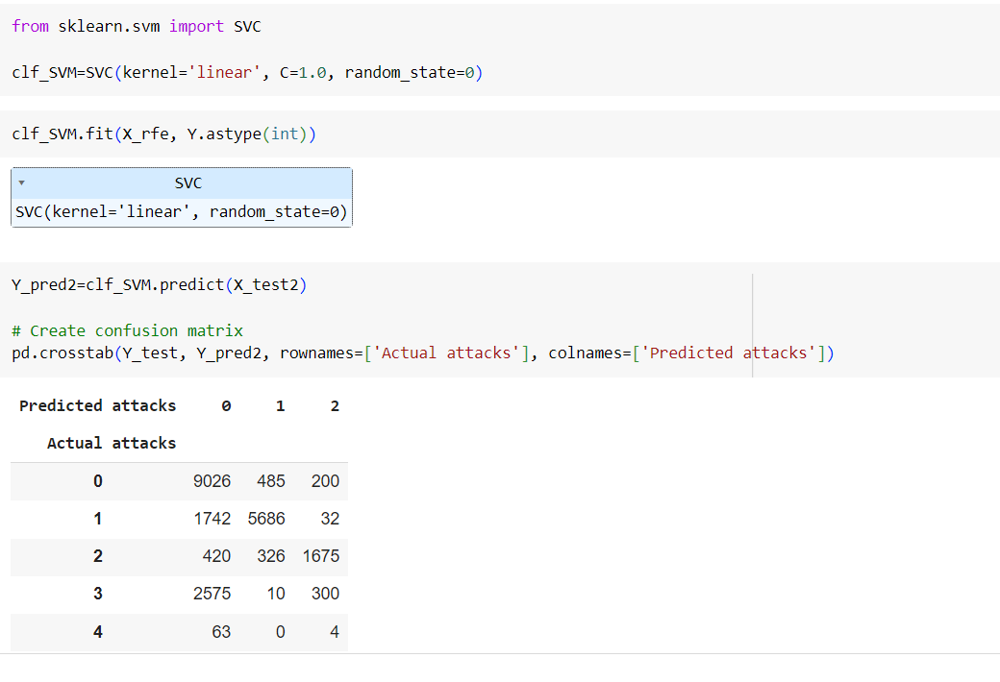 from sklearn.svm import SVC
clf_SVM=SVC(kernel='linear', C=1.0, random_state=0)
clf_SVM.fit(X_rfe, Y.astype(int))
SVC
SVC(kernel='linear', random_state=0)
Y_pred2=clf_SVM.predict(X_test2)
# Create confusion matrix
pd.crosstab(Y_test, Y_pred2, rownames=['Actual attacks'], colnames=['Predicted attacks'])
Predicted attacks 0 1 2
Actual attacks
0 9026 485 200
1 1742 5686 32
2 420 326 1675
3 2575 10 300
4 63 0 4